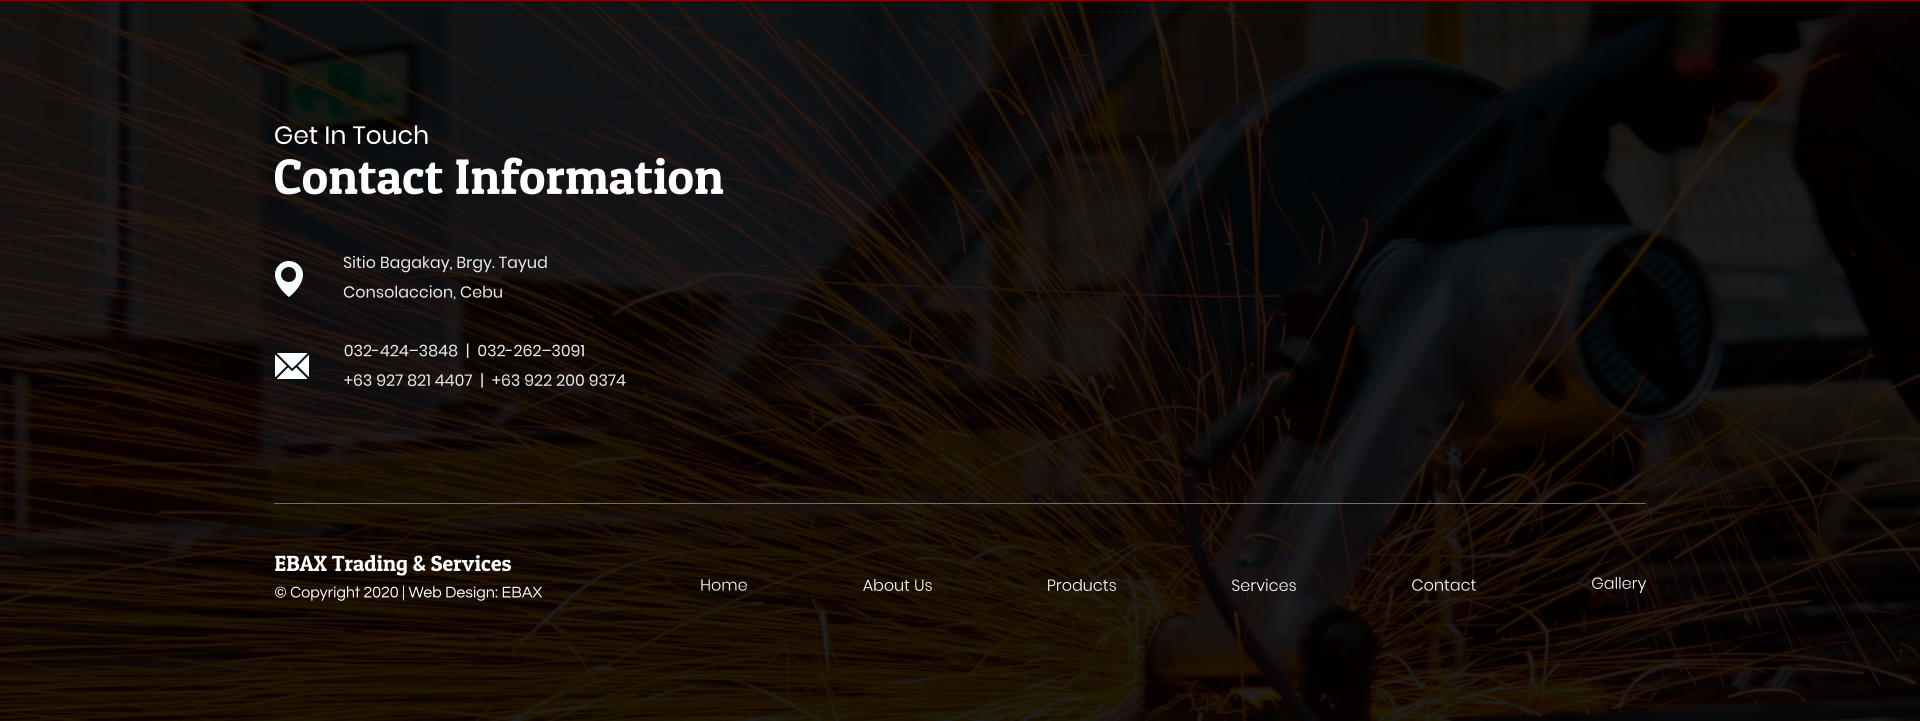 Get In Touch
Contact Information
Sitio Bagakay, Brgy. Tayud
Consolaccion, Cebu
032-424-3848 | 032-262-3091
+63 927 821 4407 | +63 922 200 9374
EBAX Trading & Services
© Copyright 2020 | Web Design: EBAX
Home About Us Products Services Contact Gallery